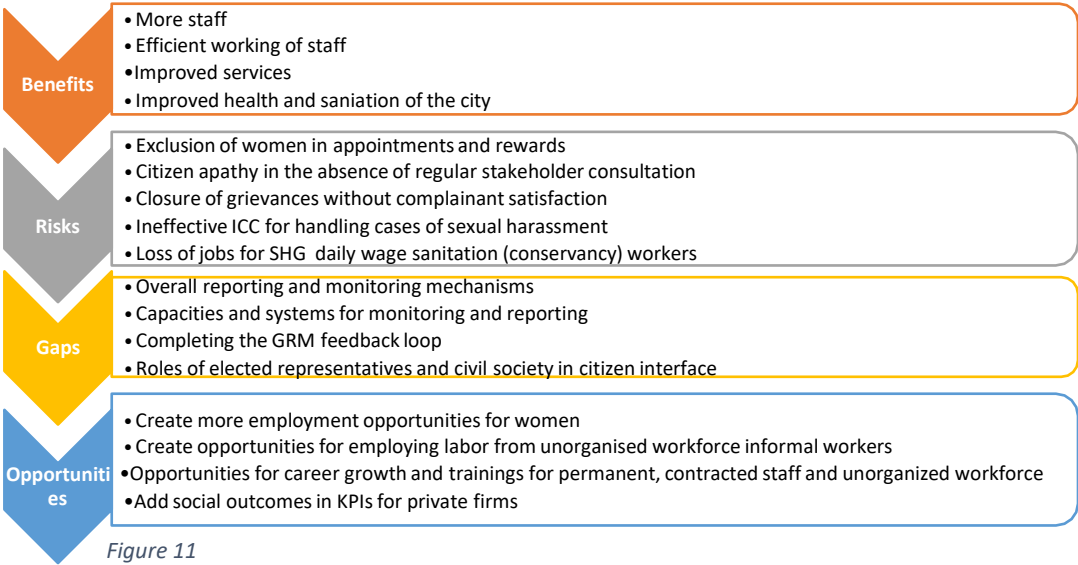 Benefits
• More staff
• Efficient working of staff
•Improved services
• Improved health and saniation of the city
Risks
• Exclusion of women in appointments and rewards
• Citizen apathy in the absence of regular stakeholder consultation
• Closure of grievances without complainant satisfaction
• Ineffective ICC for handling cases of sexual harassment
• Loss of jobs for SHG daily wage sanitation (conservancy) workers
Gaps
• Overall reporting and monitoring mechanisms
• Capacities and systems for monitoring and reporting
• Completing the GRM feedback loop
• Roles of elected representatives and civil society in citizen interface
Opportuniti
es
• Create more employment opportunities for women
• Create opportunities for employing labor from unorganised workforce informal workers
•Opportunities for career growth and trainings for permanent, contracted staff and unorganized workforce
• Add social outcomes in KPIs for private firms
Figure 11